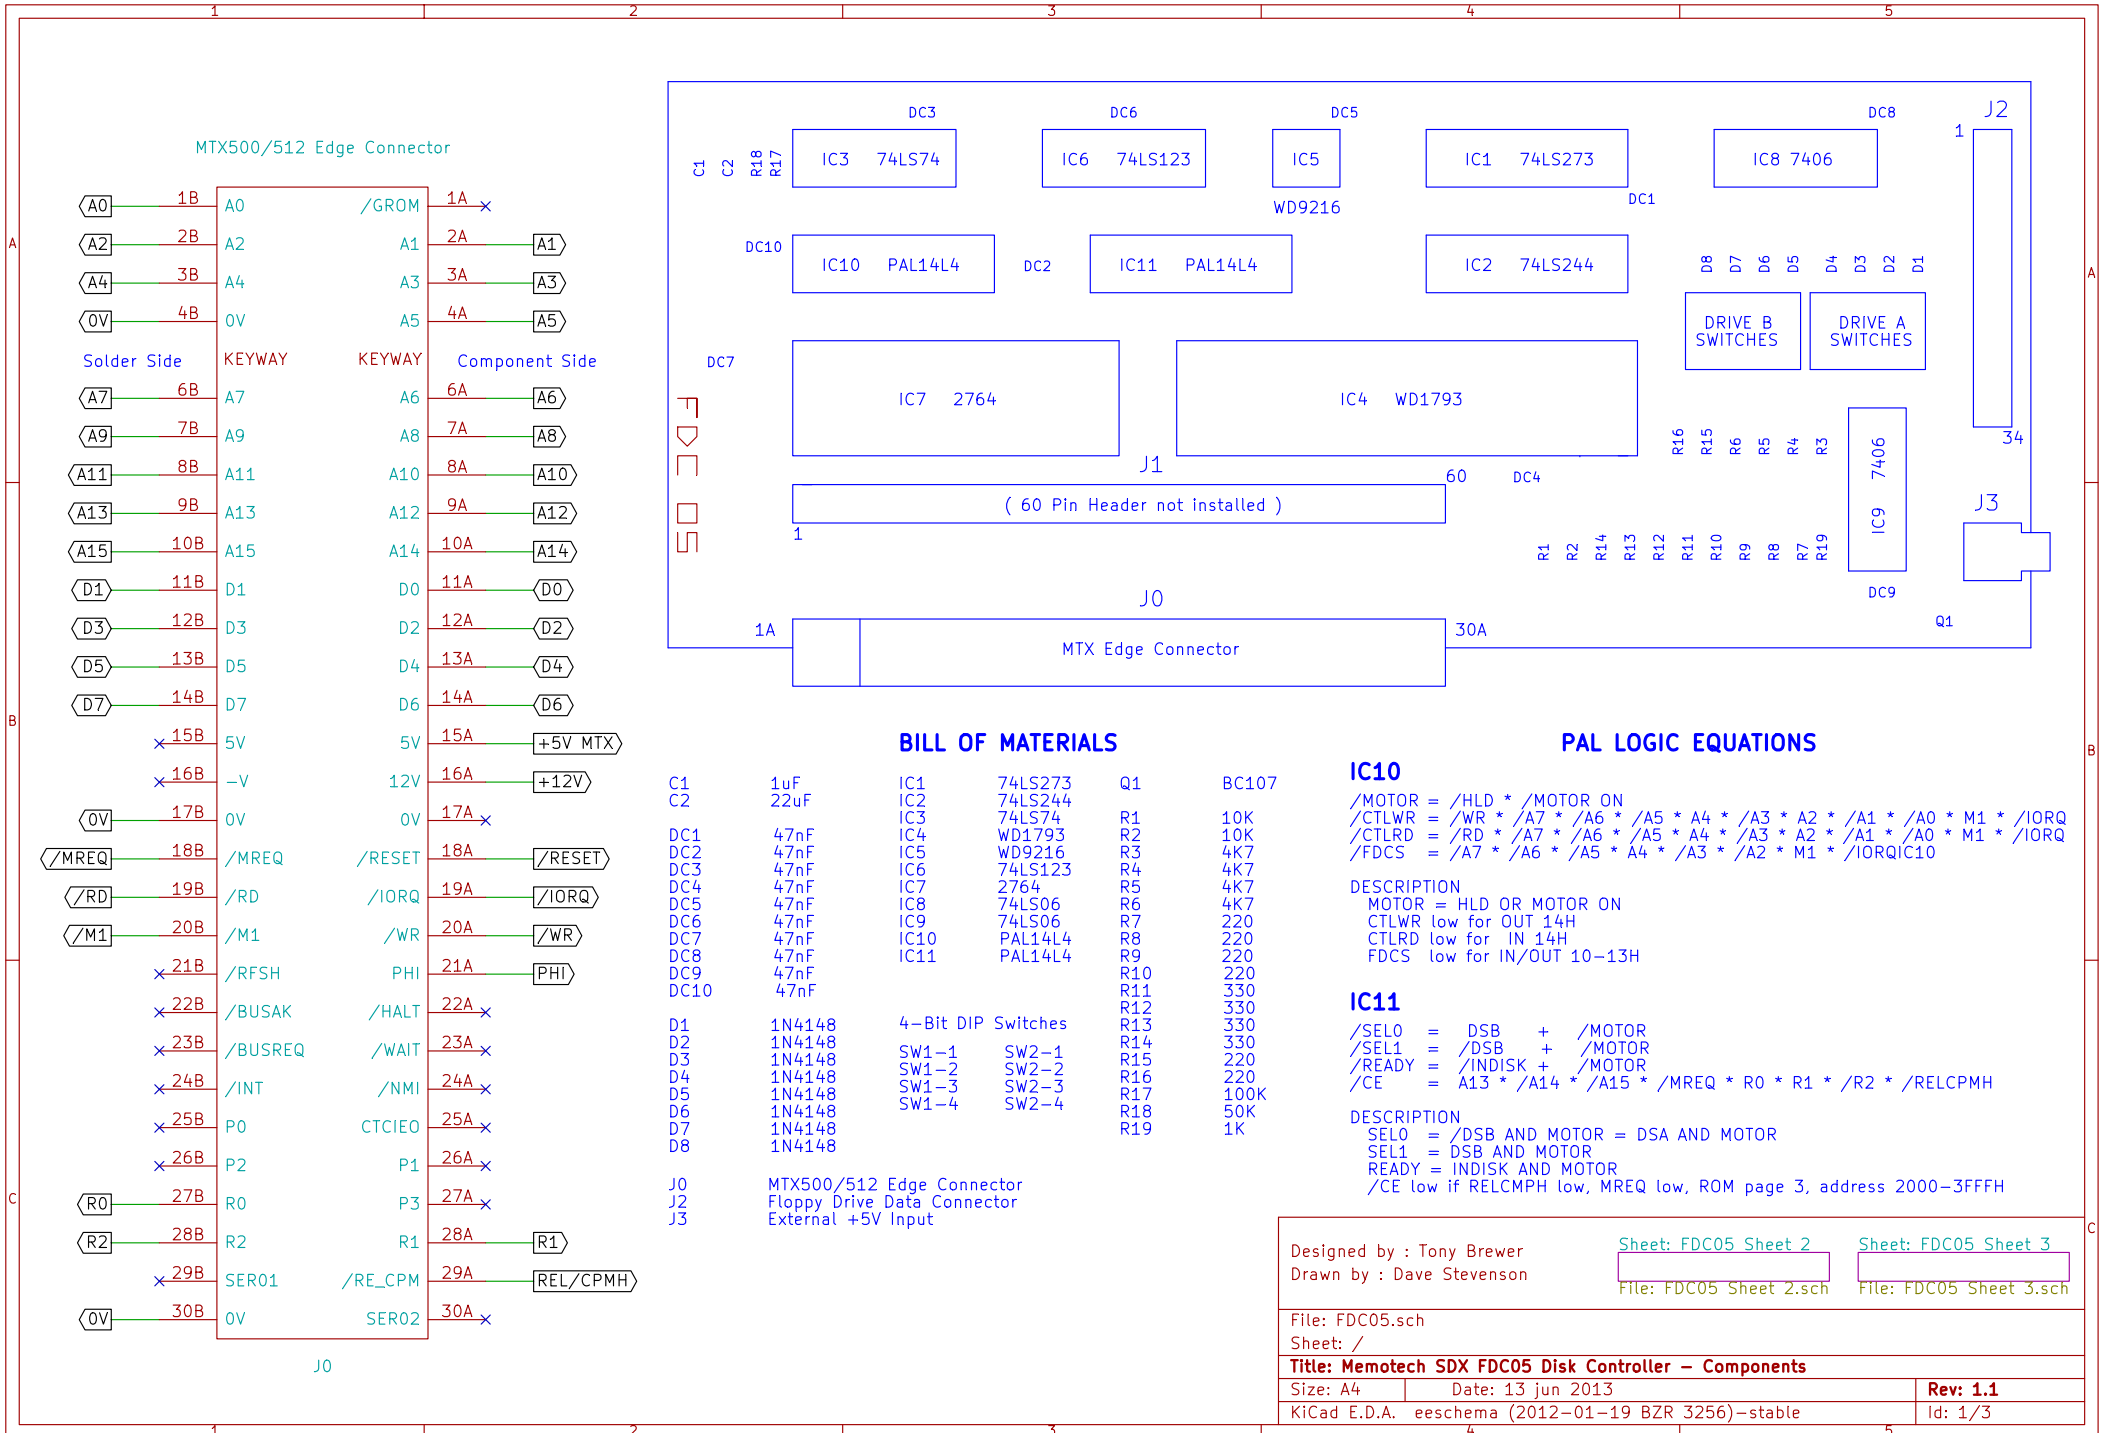 1 2 3 4 5
A
B
C
A
B
C
1 2 3 4 5
MTX500/512 Edge Connector
A0 1B A0 /GROM 1A
A2 2B A2 A1 2A A1
A4 3B A4 A3 3A A3
0V 4B 0V A5 4A A5
Solder Side KEYWAY KEYWAY Component Side
A7 6B A7 A6 6A A6
A9 7B A9 A8 7A A8
A11 8B A11 A10 8A A10
A13 9B A13 A12 9A A12
A15 10B A15 A14 10A A14
D1 11B D1 D0 11A D0
D3 12B D3 D2 12A D2
D5 13B D5 D4 13A D4
D7 14B D7 D6 14A D6
15B 5V 5V 15A +5V MTX
16B -V 12V 16A +12V
0V 17B 0V 0V 17A
/MREQ 18B /MREQ /RESET 18A /RESET
/RD 19B /RD /IORQ 19A /IORQ
/M1 20B /M1 /WR 20A /WR
21B /RFSH PHI 21A PHI
22B /BUSAK /HALT 22A
23B /BUSREQ /WAIT 23A
24B /INT /NMI 24A
25B P0 CTCIEO 25A
26B P2 P1 26A
R0 27B R0 P3 27A
R2 28B R2 R1 28A R1
29B SER01 /RE_CPM 29A REL/CPMH
0V 30B 0V SER02 30A
J0
DC3 DC6 DC5 DC8 J2
1
C1 C2 R18 R17 IC3 74LS74 IC6 74LS123 IC5 IC1 74LS273 IC8 7406
WD9216 DC1
DC10 IC10 PAL14L4 DC2 IC11 PAL14L4 IC2 74LS244 D8 D7 D6 D5 D4 D3 D2 D1
DRIVE B DRIVE A
SWITCHES SWITCHES
DC7
IC7 2764 IC4 WD1793
FDC 05
34
R16 R15 R6 R5 R4 R3 IC9 7406
J1 60 DC4
( 60 Pin Header not installed ) J3
1
R1 R2 R14 R13 R12 R11 R10 R9 R8 R7 R19
DC9
J0
1A 30A Q1
MTX Edge Connector
BILL OF MATERIALS
C1 1uF IC1 74LS273 Q1 BC107
C2 22uF IC2 74LS244
IC3 74LS74 R1 10K
DC1 47nF IC4 WD1793 R2 10K
DC2 47nF IC5 WD9216 R3 4K7
DC3 47nF IC6 74LS123 R4 4K7
DC4 47nF IC7 2764 R5 4K7
DC5 47nF IC8 74LS06 R6 4K7
DC6 47nF IC9 74LS06 R7 220
DC7 47nF IC10 PAL14L4 R8 220
DC8 47nF IC11 PAL14L4 R9 220
DC9 47nF R10 220
DC10 47nF R11 330
R12 330
D1 1N4148 4-Bit DIP Switches R13 330
D2 1N4148 R14 330
D3 1N4148 SW1-1 SW2-1 R15 220
D4 1N4148 SW1-2 SW2-2 R16 220
D5 1N4148 SW1-3 SW2-3 R17 100K
D6 1N4148 SW1-4 SW2-4 R18 50K
D7 1N4148 R19 1K
D8 1N4148
J0 MTX500/512 Edge Connector
J2 Floppy Drive Data Connector
J3 External +5V Input
PAL LOGIC EQUATIONS
IC10
/MOTOR = /HLD * /MOTOR ON
/CTLWR = /WR * /A7 * /A6 * /A5 * A4 * /A3 * A2 * /A1 * /A0 * M1 * /IORQ
/CTLRD = /RD * /A7 * /A6 * /A5 * A4 * /A3 * A2 * /A1 * /A0 * M1 * /IORQ
/FDCS = /A7 * /A6 * /A5 * A4 * /A3 * /A2 * M1 * /IORQIC10
DESCRIPTION
MOTOR = HLD OR MOTOR ON
CTLWR low for OUT 14H
CTLRD low for IN 14H
FDCS low for IN/OUT 10-13H
IC11
/SEL0 = DSB + /MOTOR
/SEL1 = /DSB + /MOTOR
/READY = /INDISK + /MOTOR
/CE = A13 * /A14 * /A15 * /MREQ * R0 * R1 * /R2 * /RELCPMH
DESCRIPTION
SEL0 = /DSB AND MOTOR = DSA AND MOTOR
SEL1 = DSB AND MOTOR
READY = INDISK AND MOTOR
/CE low if RELCMPH low, MREQ low, ROM page 3, address 2000-3FFFH
Designed by : Tony Brewer
Drawn by : Dave Stevenson
Sheet: FDC05 Sheet 2 Sheet: FDC05 Sheet 3
File: FDC05 Sheet 2.sch File: FDC05 Sheet 3.sch
File: FDC05.sch
Sheet: /
Title: Memotech SDX FDC05 Disk Controller - Components
Size: A4 Date: 13 jun 2013 Rev: 1.1
KiCad E.D.A. eeschema (2012-01-19 BZR 3256)-stable Id: 1/3